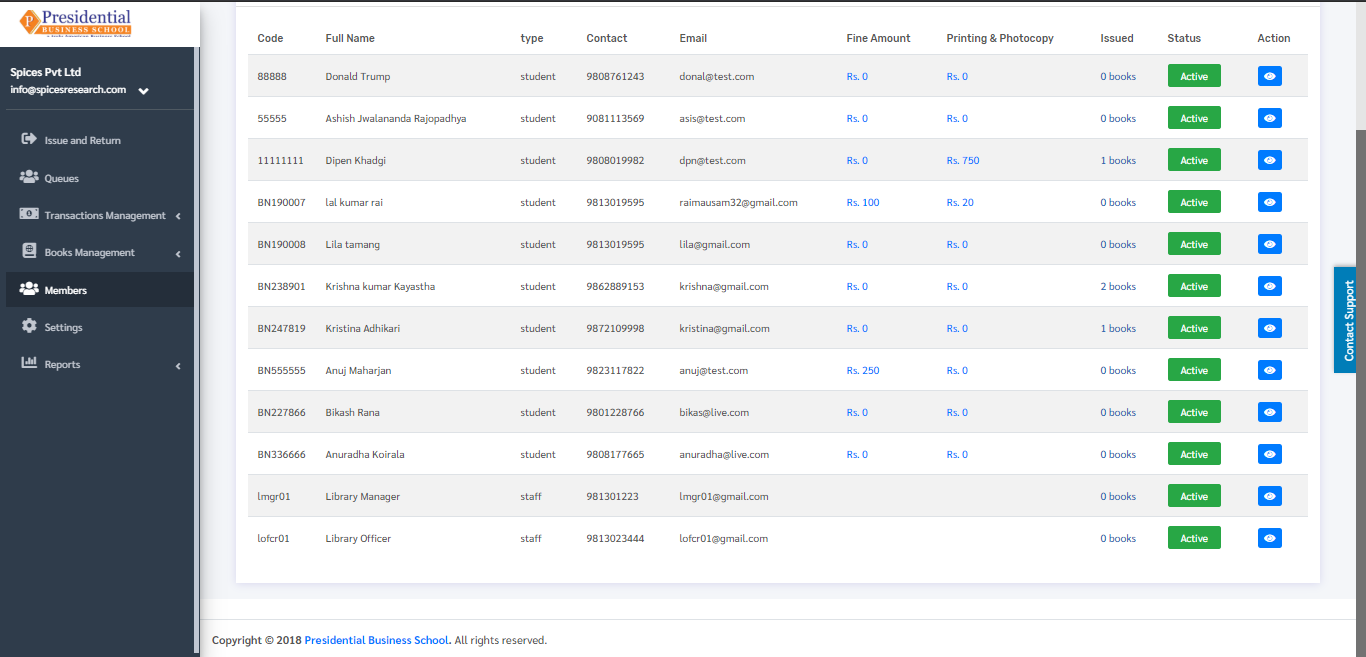 Presidential
BUSINESS SCHOOL
Spices Pvt Ltd
info@spicesresearch.com
Issue and Return
Queues
Transactions Management
Books Management
Members
Settings
Reports
Code Full Name type Contact Email Fine Amount Printing & Photocopy Issued Status Action
88888 Donald Trump student 9808761243 donal@test.com Rs. 0 Rs. 0 0 books Active
55555 Ashish Jwalananda Rajopadhya student 9081113569 asis@test.com Rs. 0 Rs. 0 0 books Active
11111111 Dipen Khadgi student 9808019982 dpn@test.com Rs. 0 Rs. 750 1 books Active
BN190007 lal kumar rai student 9813019595 raimausam32@gmail.com Rs. 100 Rs. 20 0 books Active
BN190008 Lila tamang student 9813019595 lila@gmail.com Rs. 0 Rs. 0 0 books Active
BN238901 Krishna kumar Kayastha student 9862889153 krishna@gmail.com Rs. 0 Rs. 0 2 books Active
BN247819 Kristina Adhikari student 9872109998 kristina@gmail.com Rs. 0 Rs. 0 1 books Active
BN555555 Anuj Maharjan student 9823117822 anuj@test.com Rs. 250 Rs. 0 0 books Active
BN227866 Bikash Rana student 9801228766 bikas@live.com Rs. 0 Rs. 0 0 books Active
BN336666 Anuradha Koirala student 9808177665 anuradha@live.com Rs. 0 Rs. 0 0 books Active
lmgr01 Library Manager staff 981301223 lmgr01@gmail.com 0 books Active
lofcr01 Library Officer staff 9813023444 lofcr01@gmail.com 0 books Active
Contact Support
Copyright © 2018 Presidential Business School. All rights reserved.